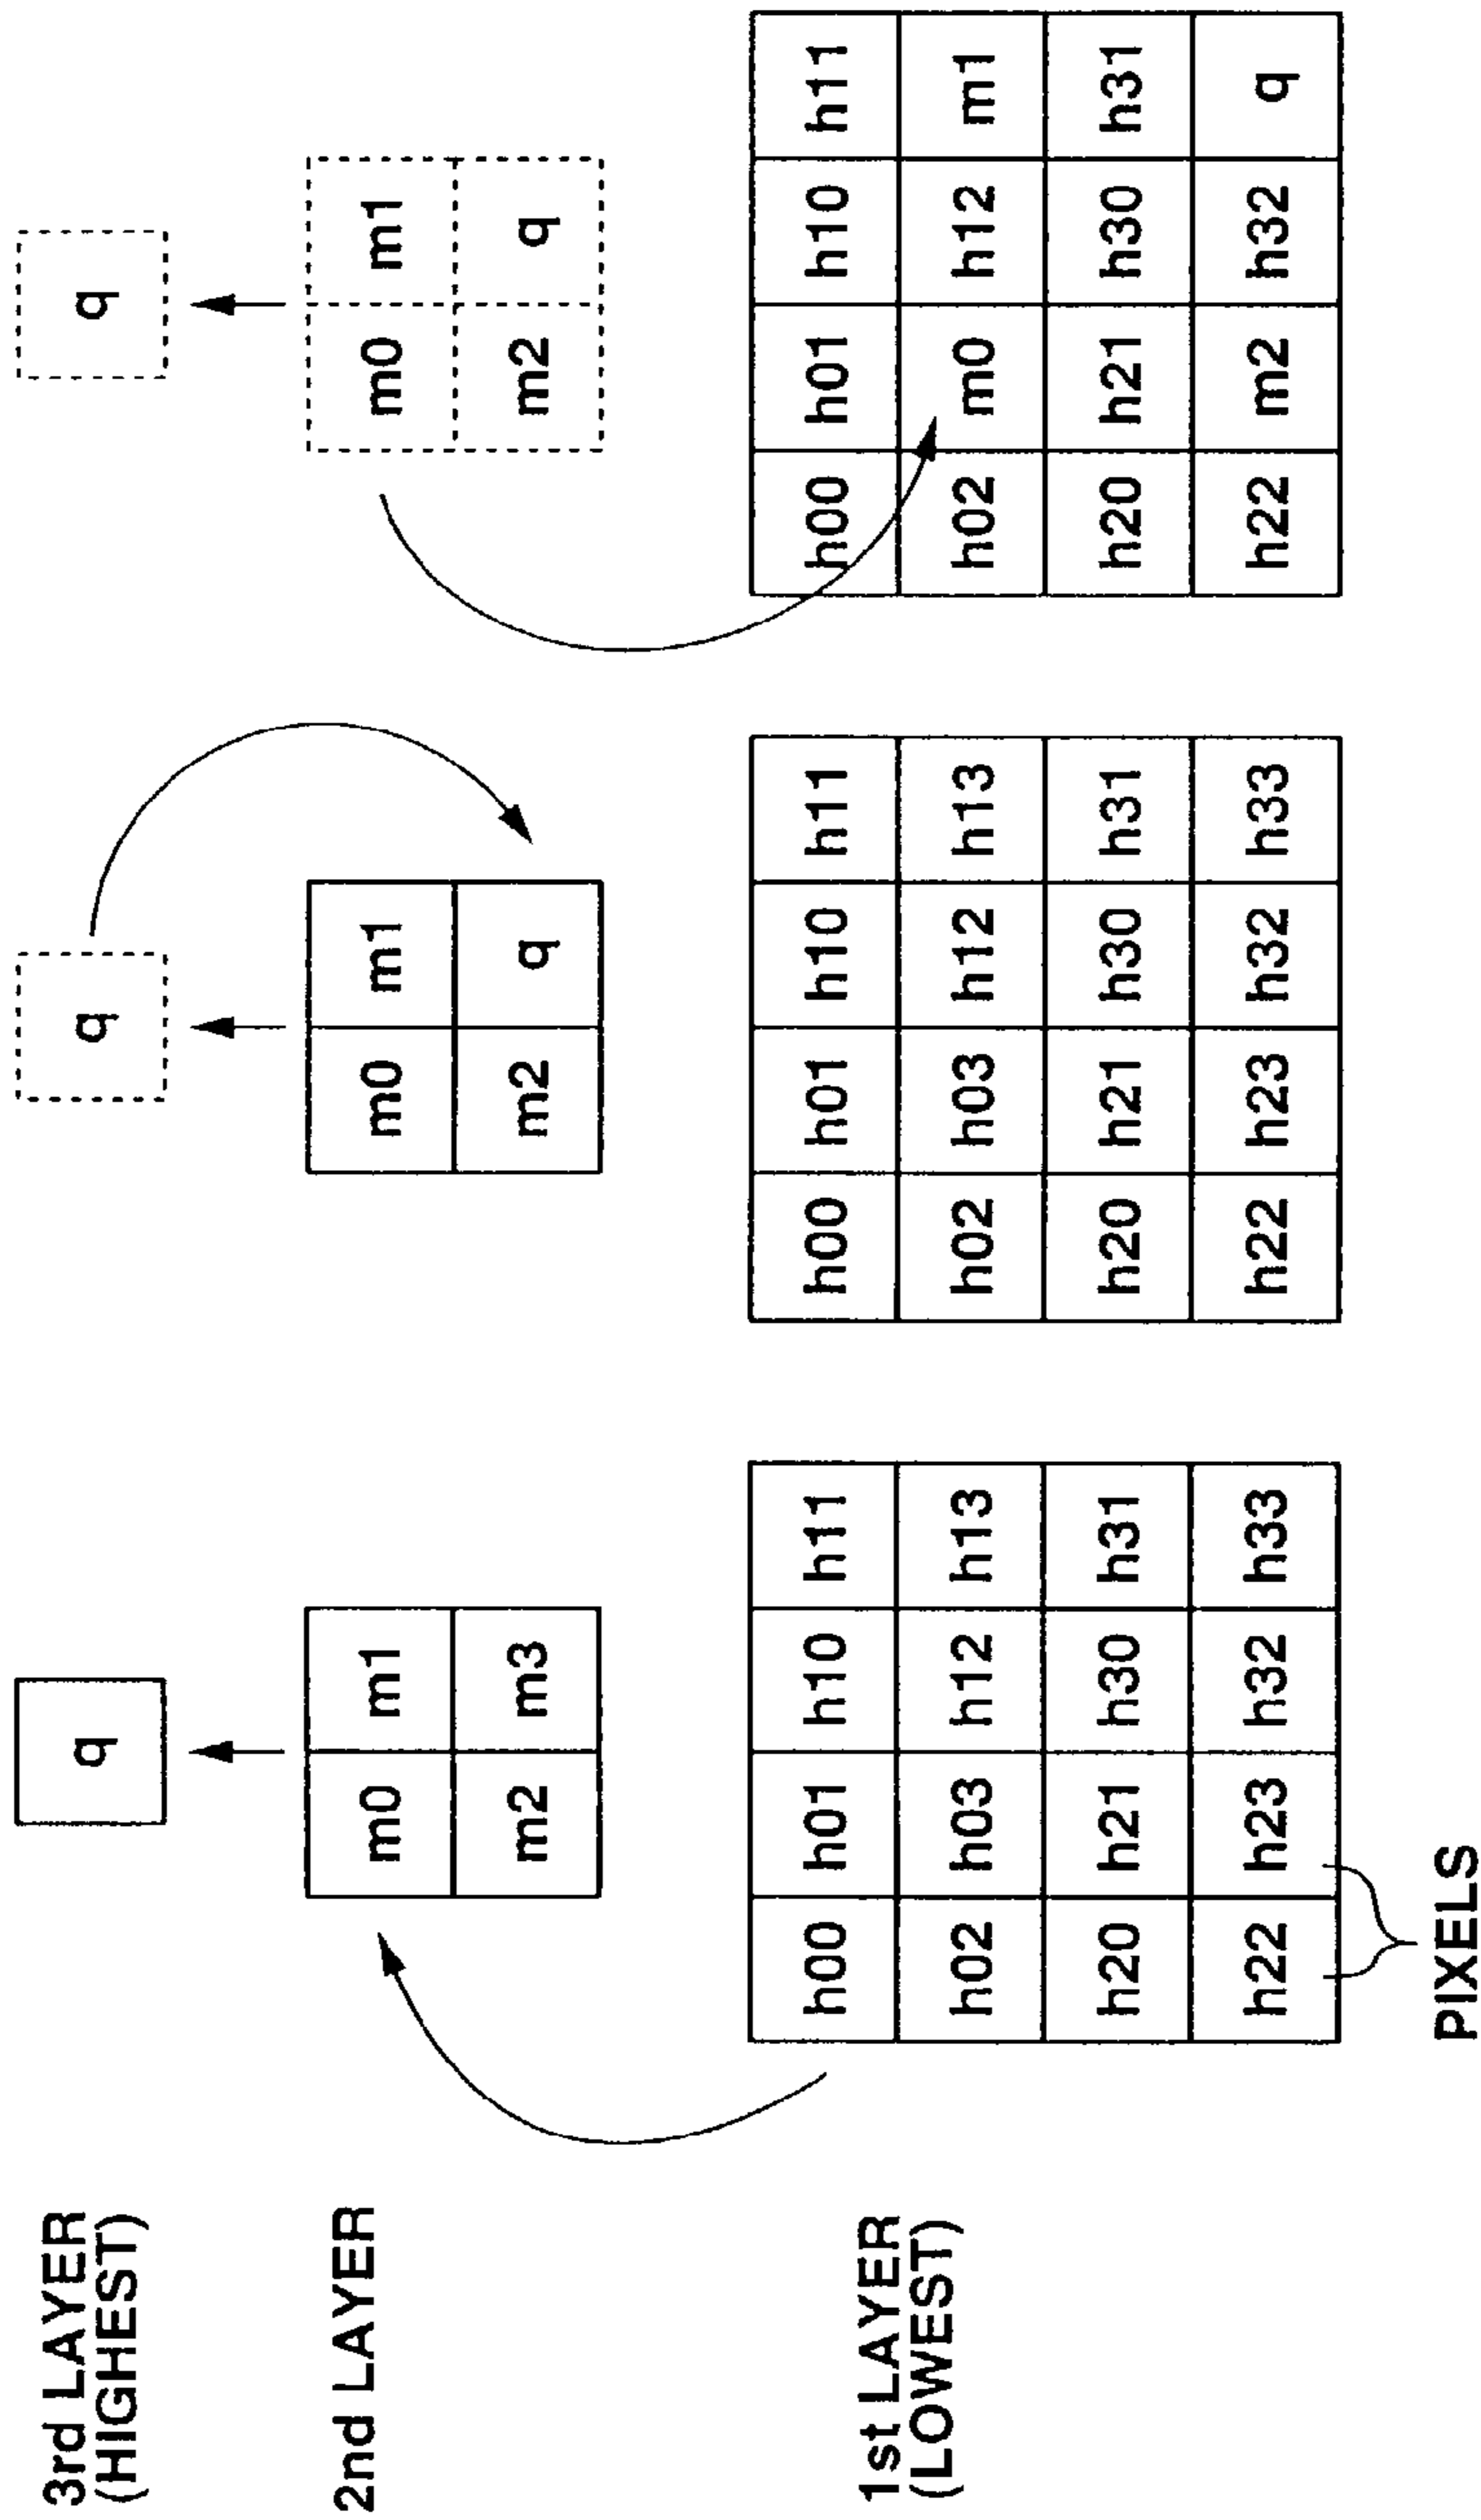 3rd LAYER
(HIGHEST)
q q q
2nd LAYER
m0 m1 m0 m1 m0 m1
m2 m3 m2 q m2 q
1st LAYER
(LOWEST)
h00 h01 h10 h11 h00 h01 h10 h11 h00 h01 h10 h11
h02 h03 h12 h13 h02 h03 h12 h13 h02 m0 h12 m1
h20 h21 h30 h31 h20 h21 h30 h31 h20 h21 h30 h31
h22 h23 h32 h33 h22 h23 h32 h33 h22 m2 h32 q
PIXELS